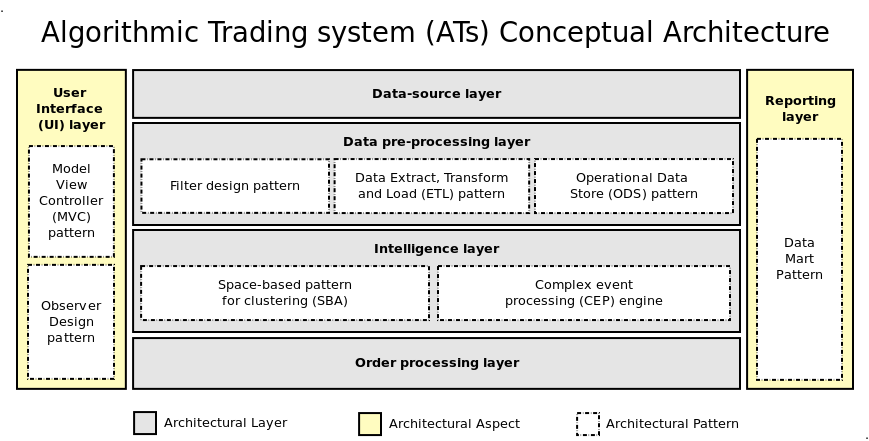 Algorithmic Trading system (ATs) Conceptual Architecture
User
Interface
(UI) layer
Model
View
Controller
(MVC)
pattern
Observer
Design
pattern
Data-source layer
Data pre-processing layer
Filter design pattern
Data Extract, Transform
and Load (ETL) pattern
Operational Data
Store (ODS) pattern
Intelligence layer
Space-based pattern
for clustering (SBA)
Complex event
processing (CEP) engine
Order processing layer
Reporting
layer
Data
Mart
Pattern
Architectural Layer
Architectural Aspect
Architectural Pattern